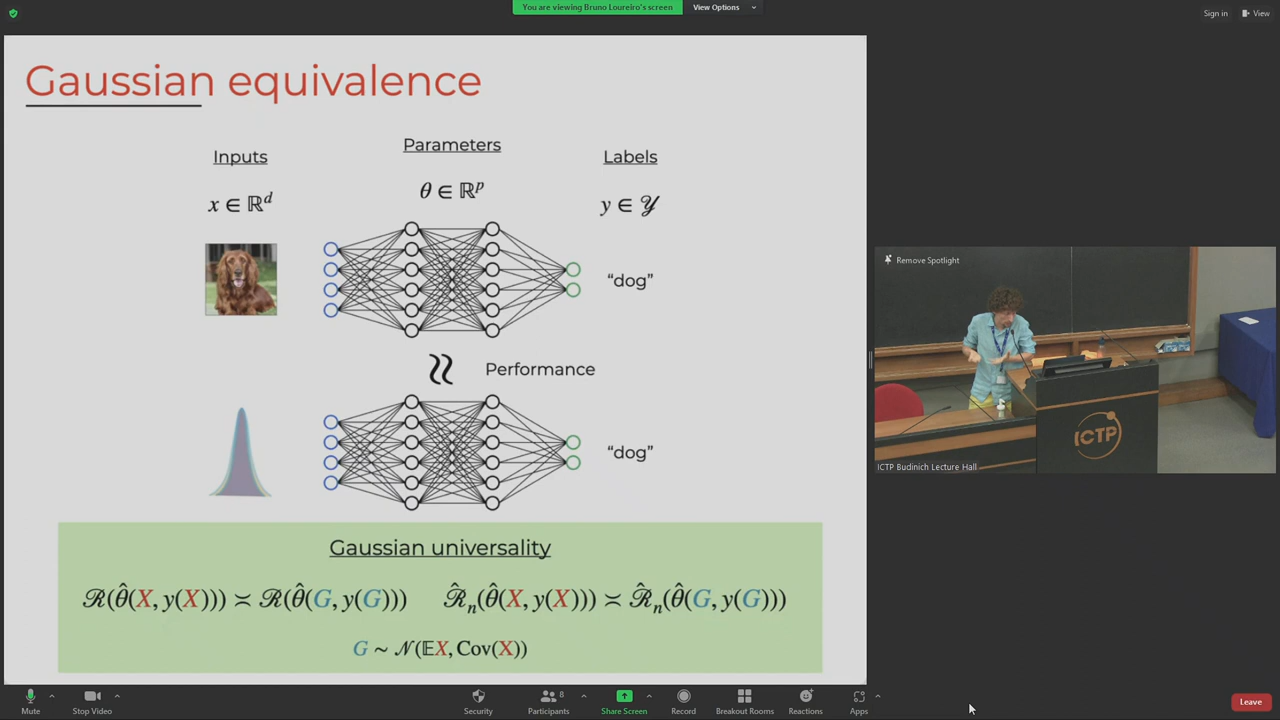 You are viewing Bruno Loureiro's screen
View Options
Sign in
View
Gaussian equivalence
Inputs
Parameters
Labels
x ∈ ℝ^d
θ ∈ ℝ^p
y ∈ 𝒴
“dog”
≈ Performance
“dog”
Gaussian universality
ℛ(θ̂(X, y(X))) ≍ ℛ(θ̂(G, y(G))) ℛ̂_n(θ̂(X, y(X))) ≍ ℛ̂_n(θ̂(G, y(G)))
G ~ 𝒩(𝔼X, Cov(X))
Remove Spotlight
ICTP
ICTP Budinich Lecture Hall
Mute
Stop Video
Security
Participants
8
Share Screen
Record
Breakout Rooms
Reactions
Apps
Leave